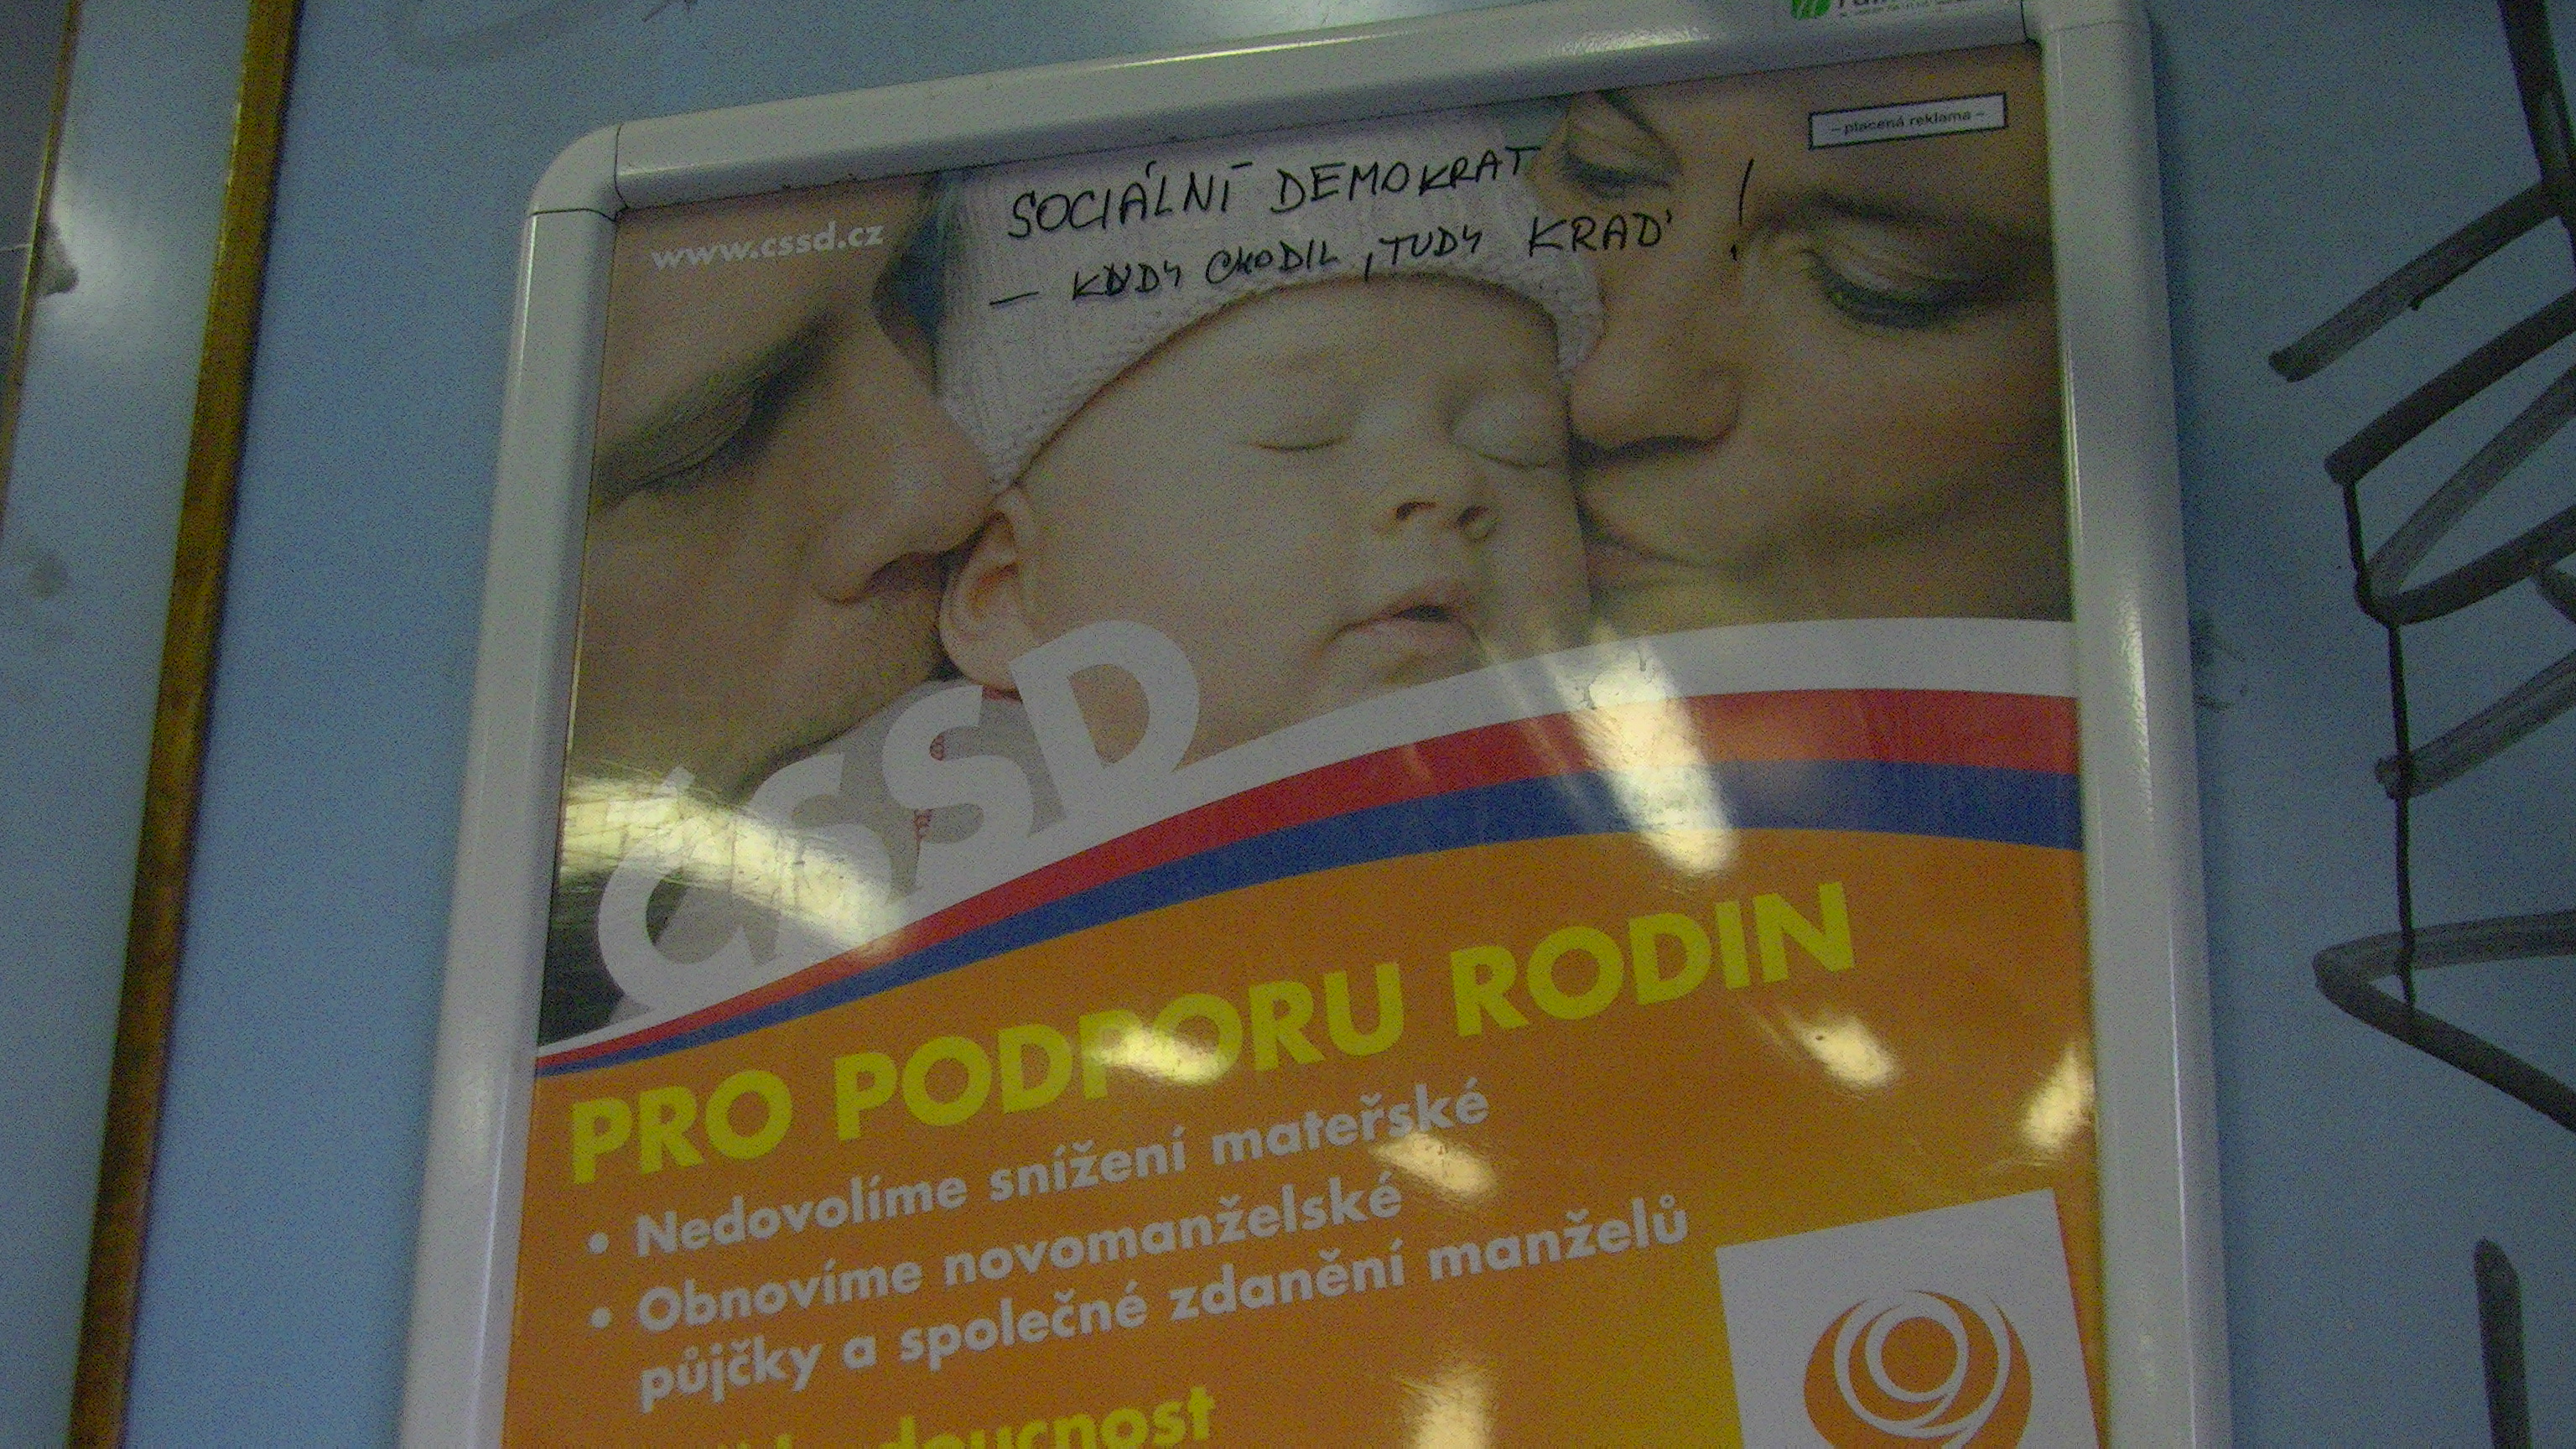 – placená reklama –
SOCIÁLNÍ DEMOKRAT
www.cssd.cz
— KUDY CHODIL, TUDY KRAD' !
ČSSD
PRO PODPORU RODIN
• Nedovolíme snížení mateřské
• Obnovíme novomanželské
půjčky a společné zdanění manželů
9